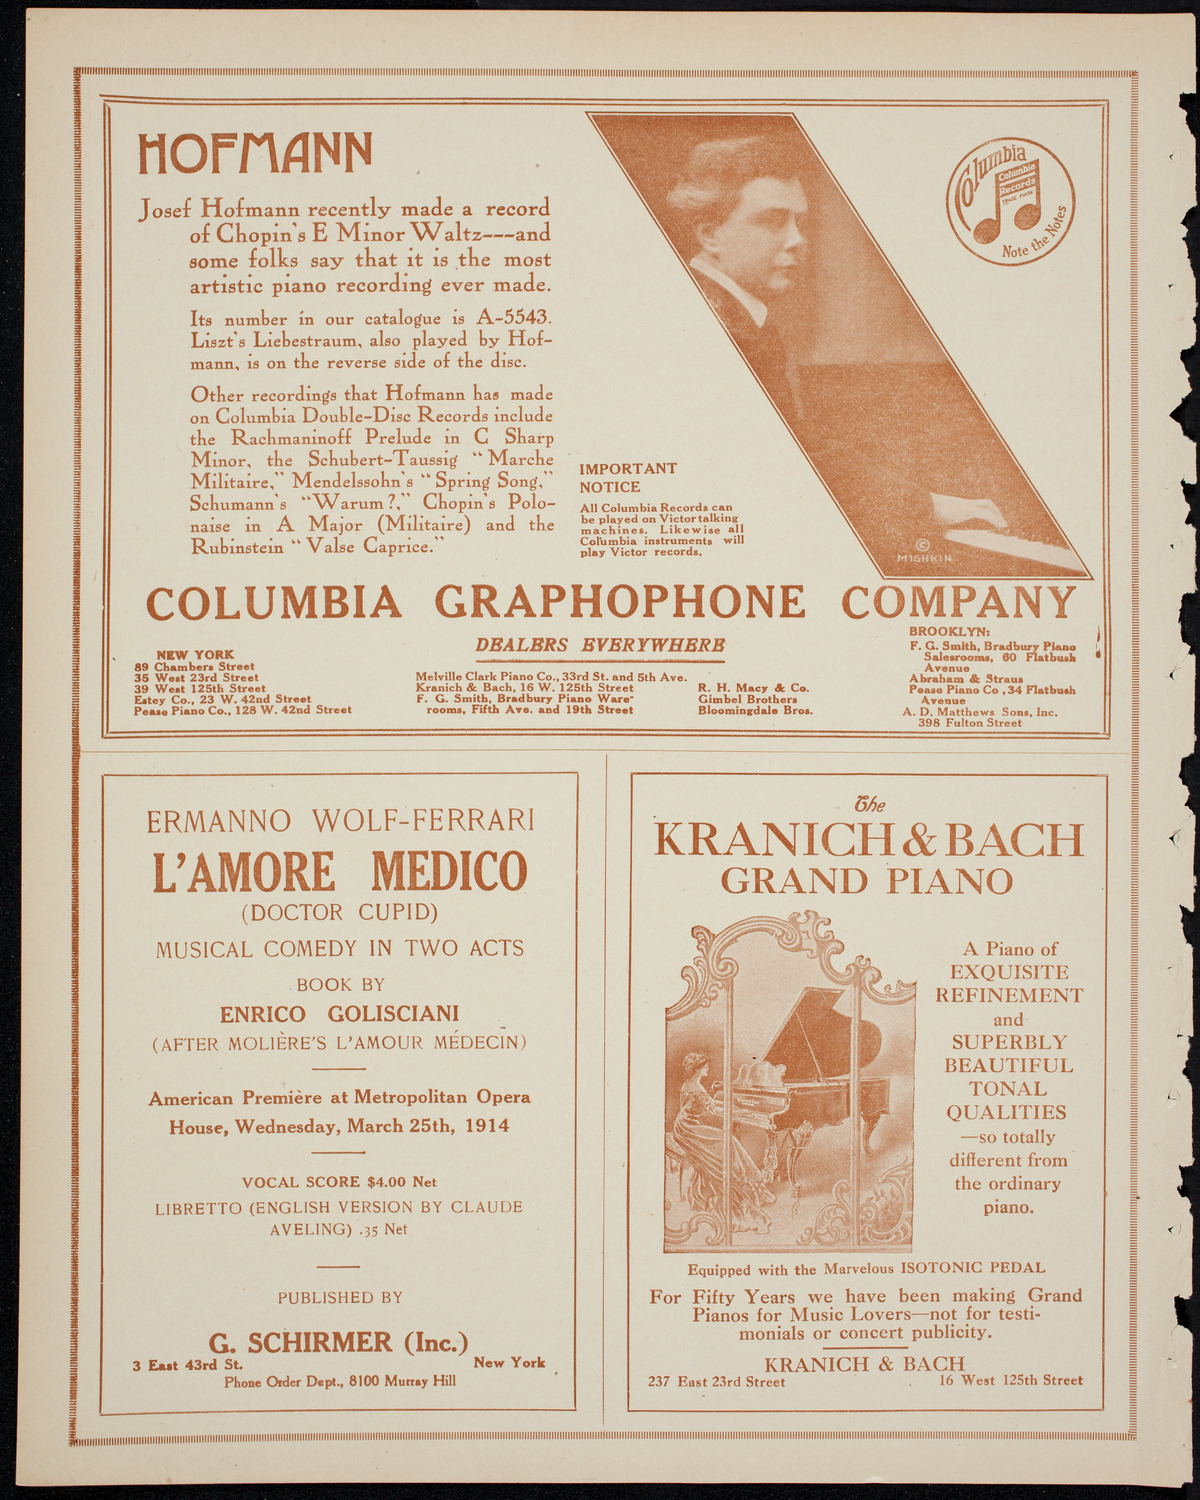 HOFMANN
Josef Hofmann recently made a record
of Chopin's E Minor Waltz---and
some folks say that it is the most
artistic piano recording ever made.
Its number in our catalogue is A-5543.
Liszt's Liebestraum, also played by Hof-
mann, is on the reverse side of the disc.
Other recordings that Hofmann has made
on Columbia Double-Disc Records include
the Rachmaninoff Prelude in C Sharp
Minor, the Schubert-Taussig "Marche
Militaire," Mendelssohn's "Spring Song,"
Schumann's "Warum?," Chopin's Polo-
naise in A Major (Militaire) and the
Rubinstein "Valse Caprice."
IMPORTANT
NOTICE
All Columbia Records can
be played on Victor talking
machines. Likewise all
Columbia instruments will
play Victor records.
©
MISHKIN
Columbia
Columbia
Records
TRADE MARK
Note the Notes
COLUMBIA GRAPHOPHONE COMPANY
DEALERS EVERYWHERE
NEW YORK
89 Chambers Street
35 West 23rd Street
39 West 125th Street
Estey Co., 23 W. 42nd Street
Pease Piano Co., 128 W. 42nd Street
Melville Clark Piano Co., 33rd St. and 5th Ave.
Kranich & Bach, 16 W. 125th Street
F. G. Smith, Bradbury Piano Ware-
rooms, Fifth Ave. and 19th Street
R. H. Macy & Co.
Gimbel Brothers
Bloomingdale Bros.
BROOKLYN:
F. G. Smith, Bradbury Piano
Salesrooms, 60 Flatbush
Avenue
Abraham & Straus
Pease Piano Co., 34 Flatbush
Avenue
A. D. Matthews Sons, Inc.
398 Fulton Street
ERMANNO WOLF-FERRARI
L'AMORE MEDICO
(DOCTOR CUPID)
MUSICAL COMEDY IN TWO ACTS
BOOK BY
ENRICO GOLISCIANI
(AFTER MOLIÈRE'S L'AMOUR MÉDECIN)
American Première at Metropolitan Opera
House, Wednesday, March 25th, 1914
VOCAL SCORE $4.00 Net
LIBRETTO (ENGLISH VERSION BY CLAUDE
AVELING) .35 Net
PUBLISHED BY
G. SCHIRMER (Inc.)
3 East 43rd St. New York
Phone Order Dept., 8100 Murray Hill
The
KRANICH & BACH
GRAND PIANO
A Piano of
EXQUISITE
REFINEMENT
and
SUPERBLY
BEAUTIFUL
TONAL
QUALITIES
—so totally
different from
the ordinary
piano.
Equipped with the Marvelous ISOTONIC PEDAL
For Fifty Years we have been making Grand
Pianos for Music Lovers—not for testi-
monials or concert publicity.
KRANICH & BACH
237 East 23rd Street 16 West 125th Street